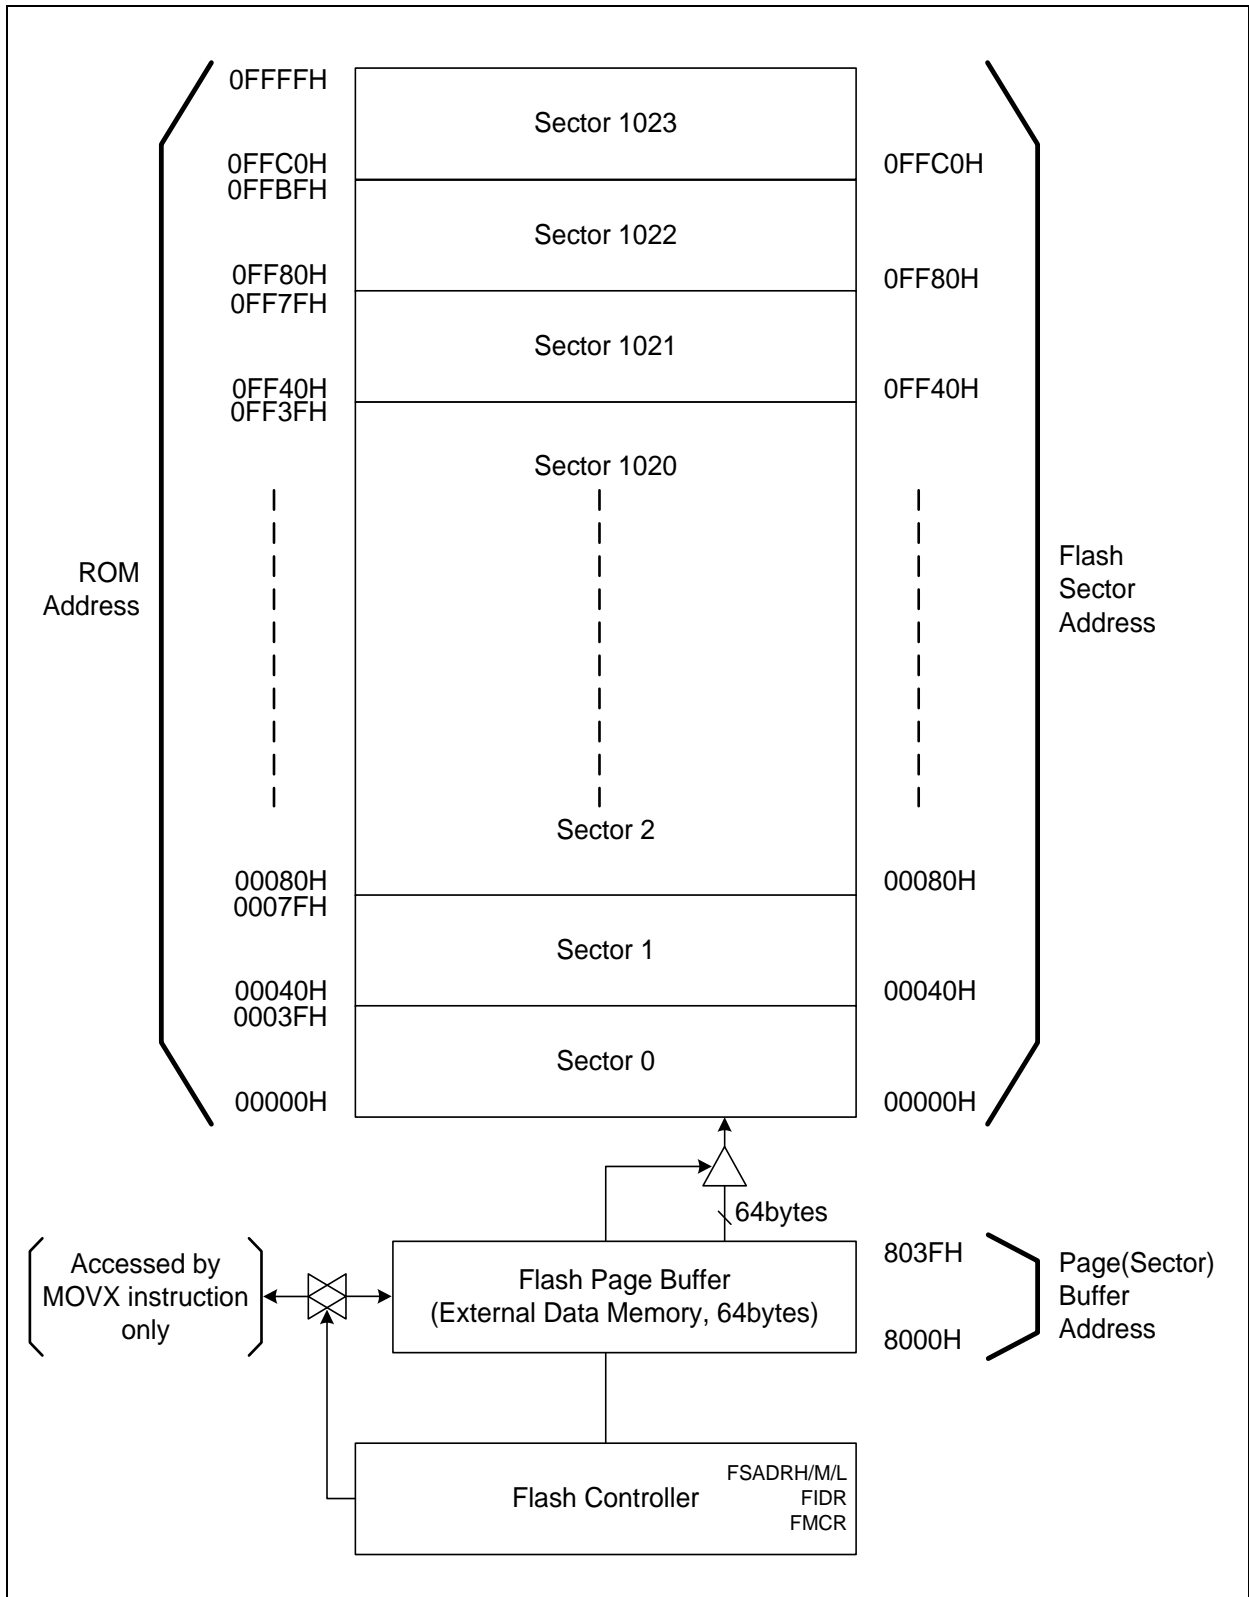 0FFFFH
Sector 1023
0FFC0H
0FFC0H
0FFBFH
Sector 1022
0FF80H
0FF80H
0FF7FH
Sector 1021
0FF40H
0FF40H
0FF3FH
Sector 1020
ROM
Address
Flash
Sector
Address
Sector 2
00080H
00080H
0007FH
Sector 1
00040H
00040H
0003FH
Sector 0
00000H
00000H
64bytes
Accessed by
MOVX instruction
only
Flash Page Buffer
(External Data Memory, 64bytes)
803FH
8000H
Page(Sector)
Buffer
Address
Flash Controller
FSADRH/M/L
FIDR
FMCR